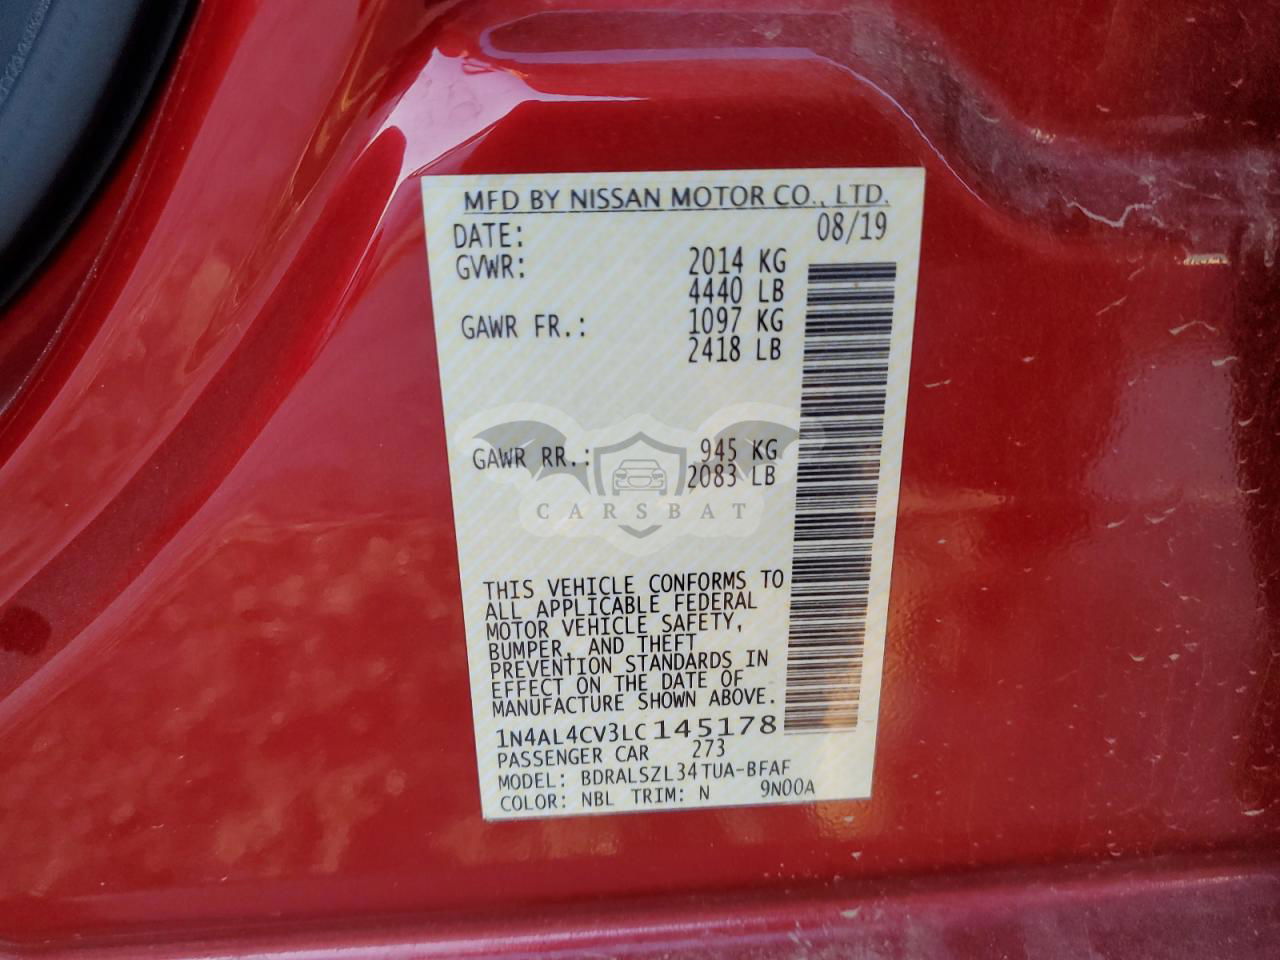 MFD BY NISSAN MOTOR CO., LTD.
DATE: 08/19
GVWR: 2014 KG
4440 LB
GAWR FR.: 1097 KG
2418 LB
GAWR RR.: 945 KG
2083 LB
CARSBAT
THIS VEHICLE CONFORMS TO
ALL APPLICABLE FEDERAL
MOTOR VEHICLE SAFETY,
BUMPER, AND THEFT
PREVENTION STANDARDS IN
EFFECT ON THE DATE OF
MANUFACTURE SHOWN ABOVE.
1N4AL4CV3LC145178
PASSENGER CAR 273
MODEL: BDRALSZL34TUA-BFAF
COLOR: NBL TRIM: N 9N00A